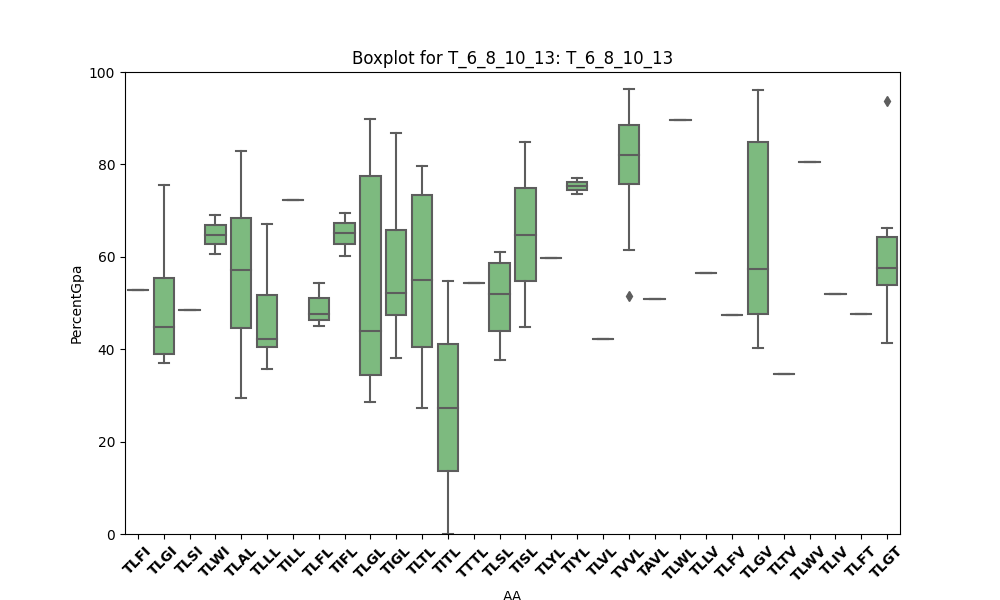 Boxplot for T_6_8_10_13: T_6_8_10_13
100
80
60
40
20
0
PercentGpa
TLFI TLGI TLSI TLWI TLAL TLLL TILL TLFL TIFL TLGL TIGL TLTL TITL TTTL TLSL TISL TLYL TIYL TLVL TVVL TAVL TLWL TLLV TLFV TLGV TLTV TLWV TLIV TLFT TLGT
AA